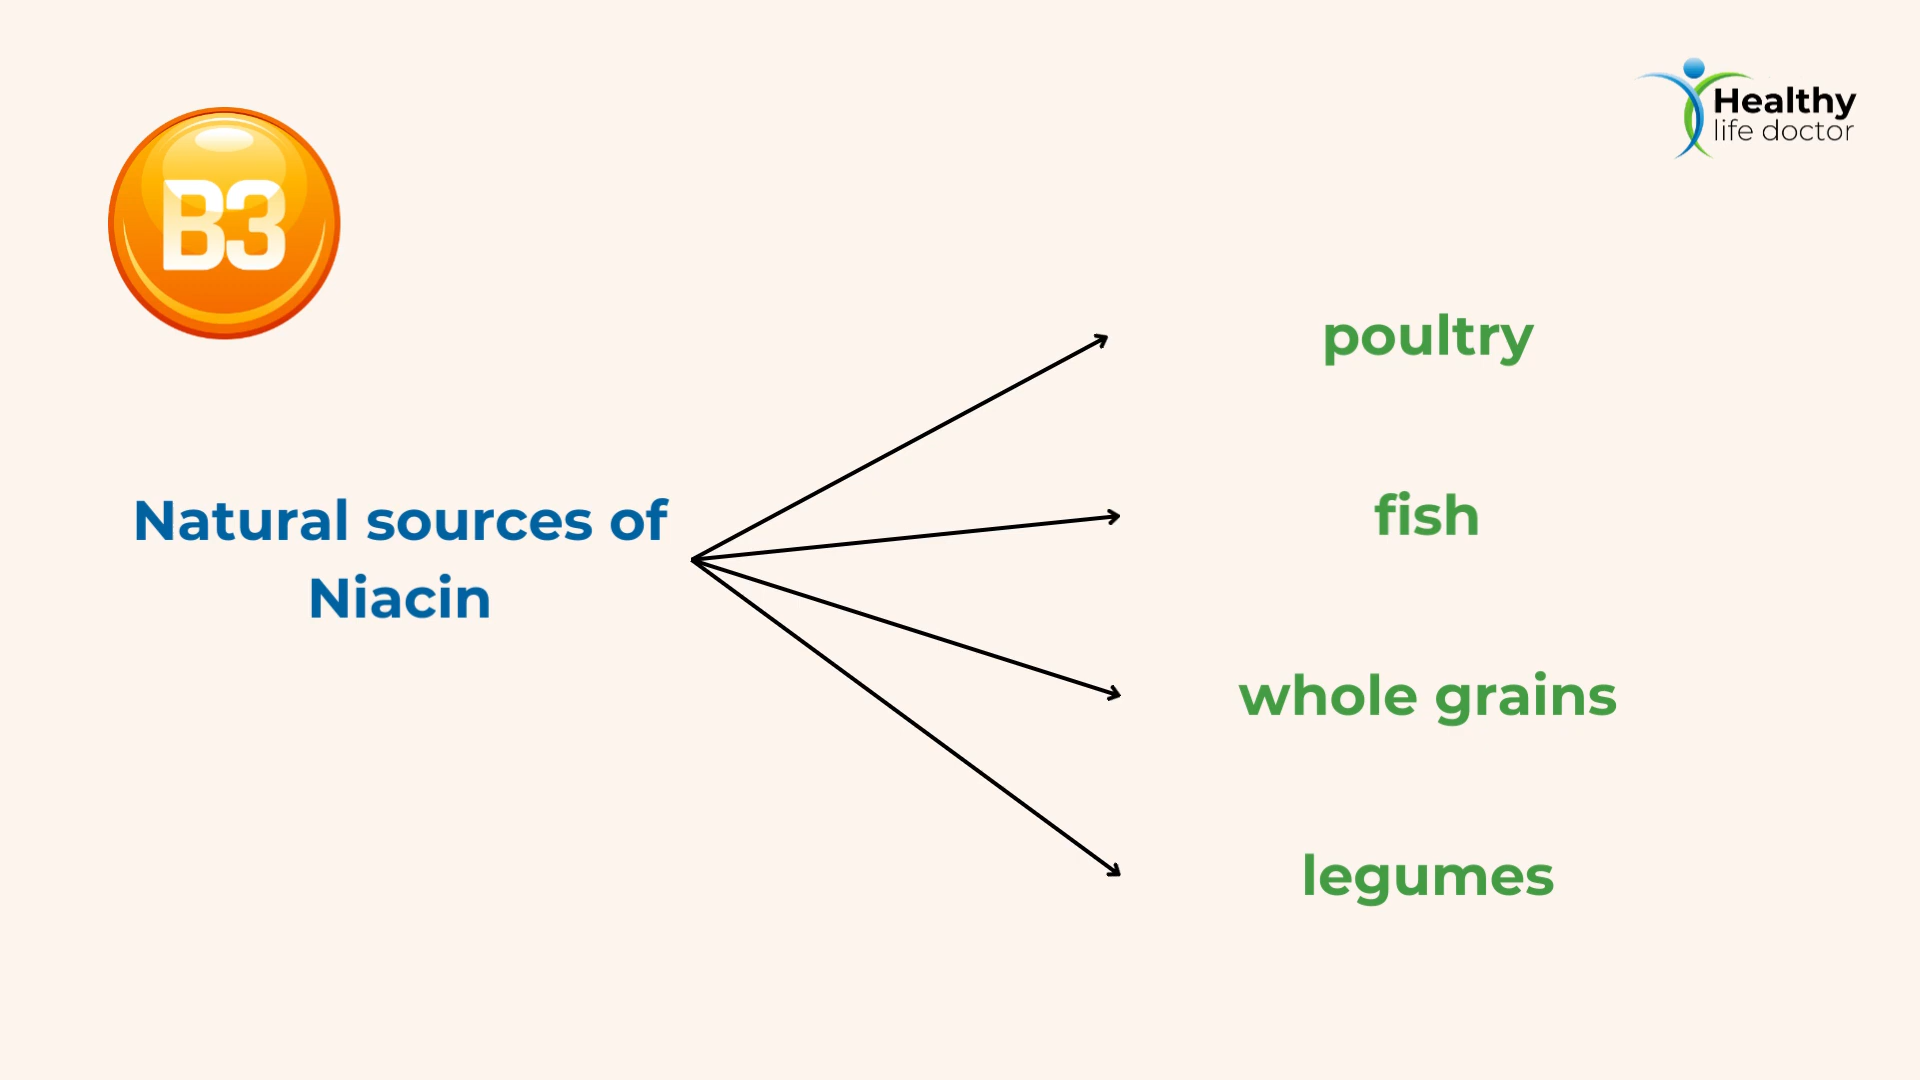 B3
Healthy
life doctor
Natural sources of
Niacin
poultry
fish
whole grains
legumes